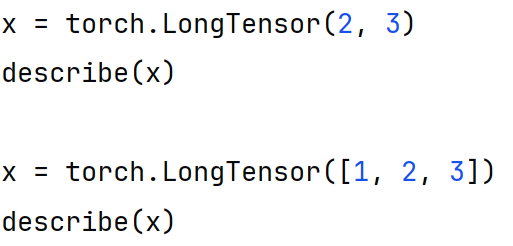 x = torch.LongTensor(2, 3)
describe(x)
x = torch.LongTensor([1, 2, 3])
describe(x)